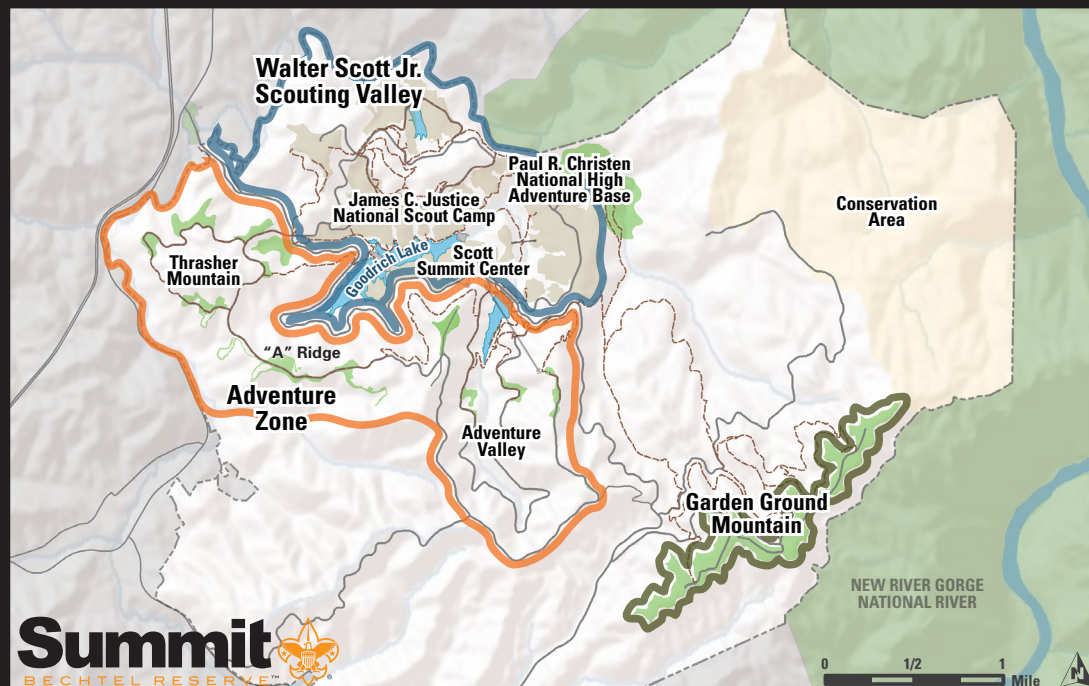 Walter Scott Jr.
Scouting Valley
Paul R. Christen
National High
Adventure Base
James C. Justice
National Scout Camp
Conservation
Area
Goodrich Lake
Scott
Summit Center
Thrasher
Mountain
"A" Ridge
Adventure
Zone
Adventure
Valley
Garden Ground
Mountain
NEW RIVER GORGE
NATIONAL RIVER
Summit
BECHTEL RESERVE™
®
0 1/2 1
Mile
N